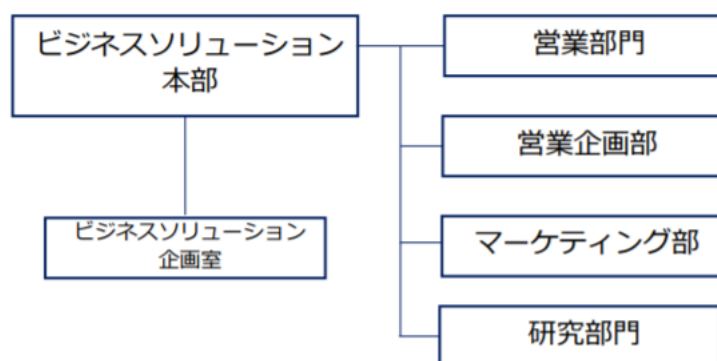 ビジネスソリューション
本部
営業部門
営業企画部
ビジネスソリューション
企画室
マーケティング部
研究部門